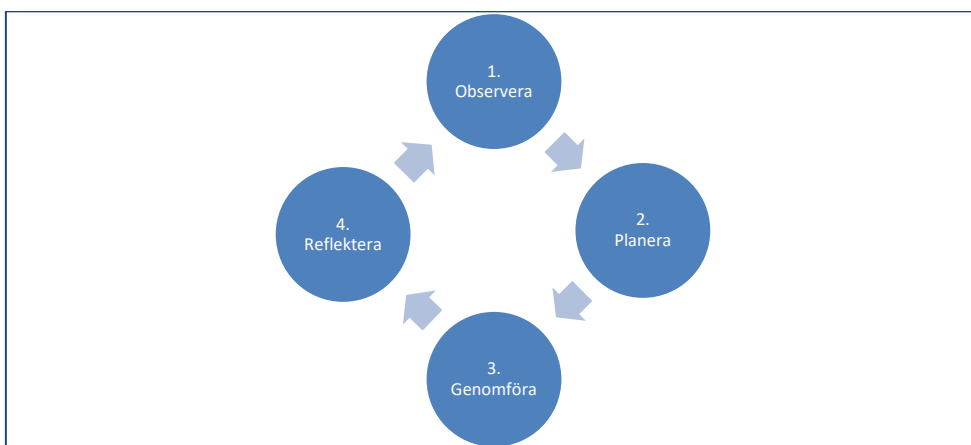 1.
Observera
2.
Planera
3.
Genomföra
4.
Reflektera